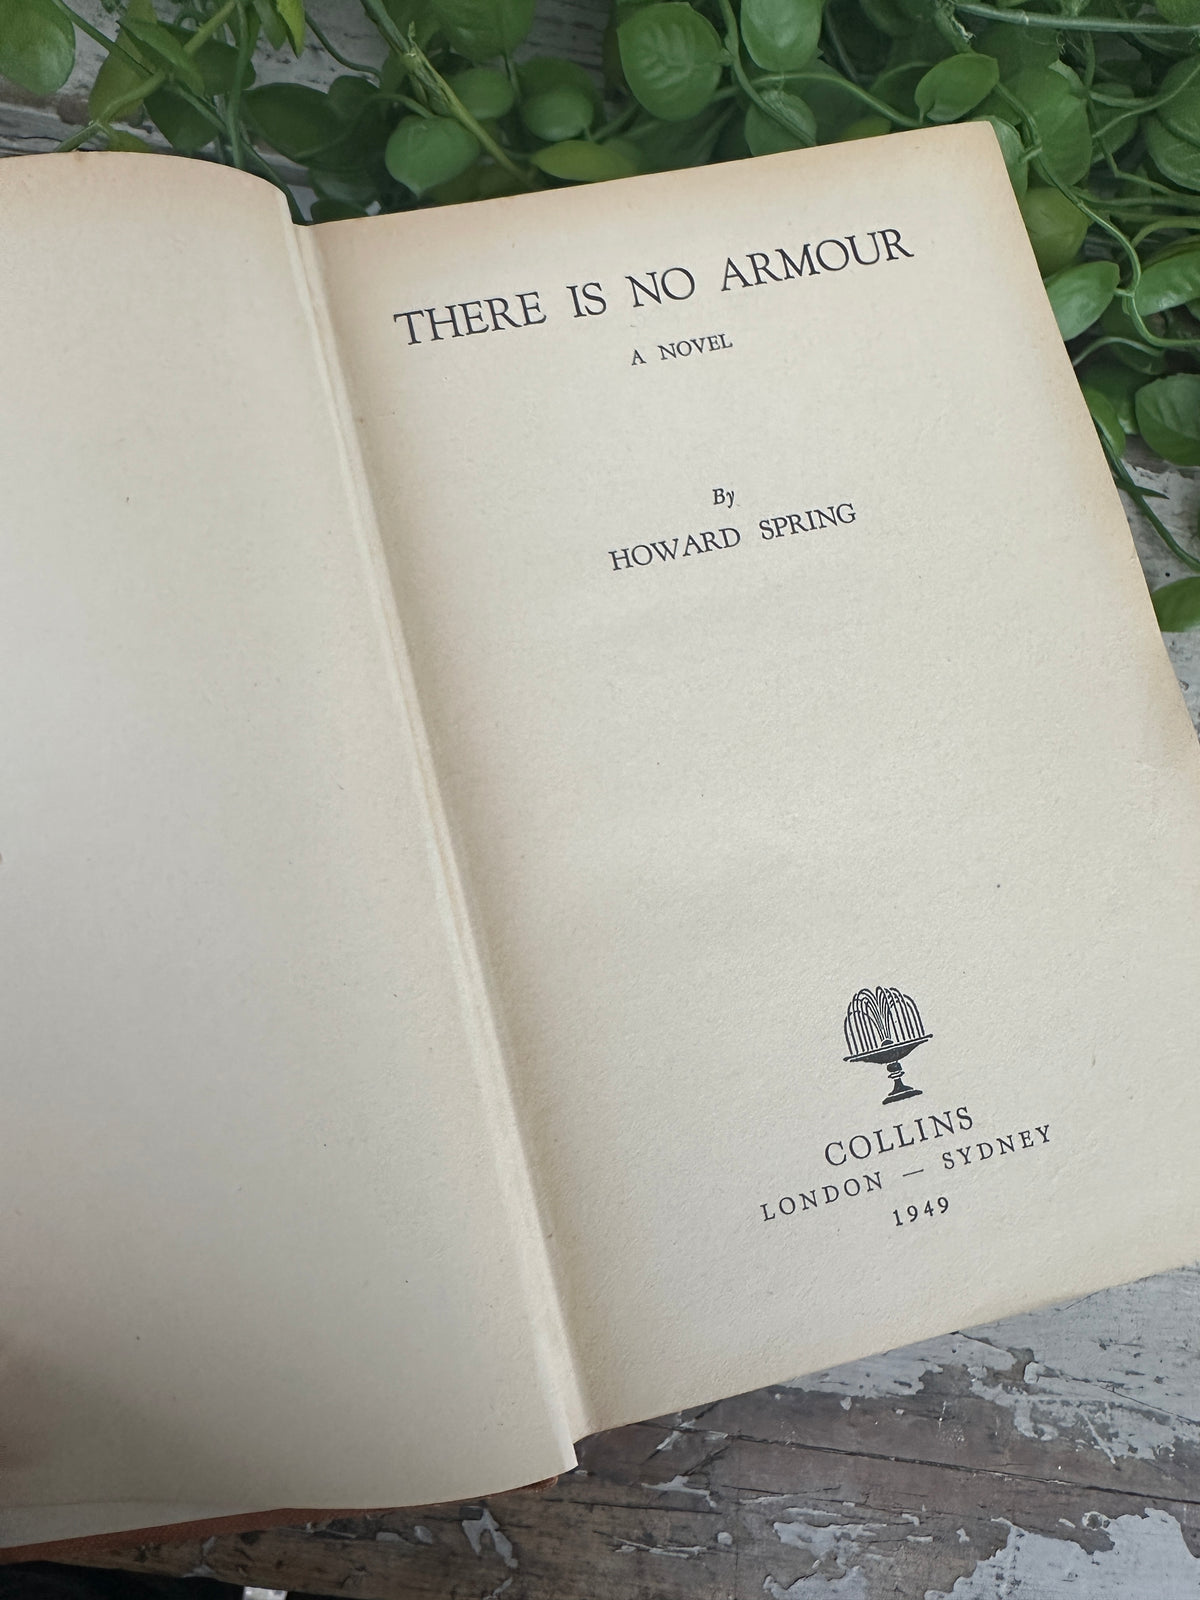 THERE IS NO ARMOUR
A NOVEL
By
HOWARD SPRING
COLLINS
LONDON — SYDNEY
1949